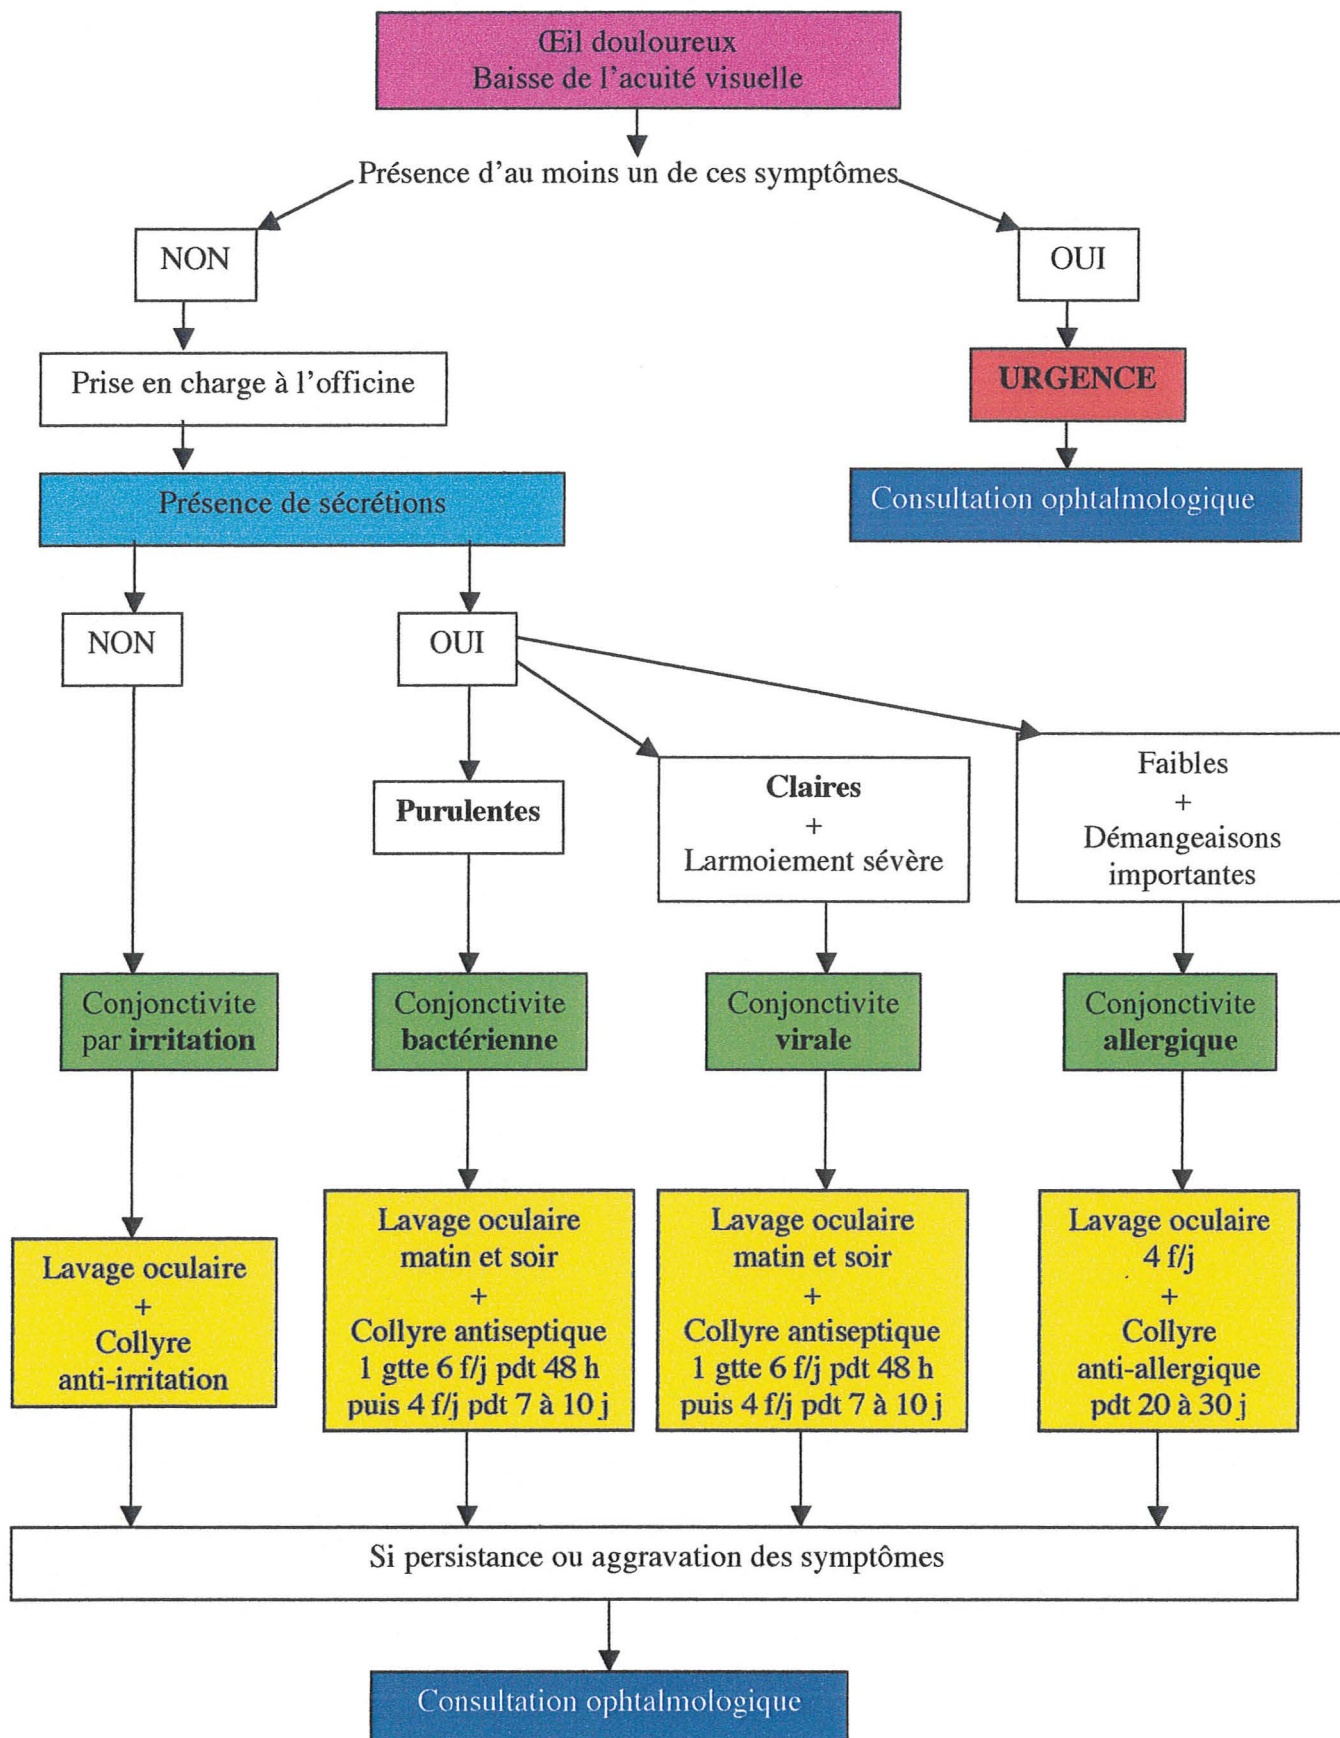 Œil douloureux
Baisse de l'acuité visuelle
Présence d'au moins un de ces symptômes
NON
OUI
Prise en charge à l'officine
URGENCE
Présence de sécrétions
Consultation ophtalmologique
NON
OUI
Purulentes
Claires
+
Larmoiement sévère
Faibles
+
Démangeaisons
importantes
Conjonctivite
par irritation
Conjonctivite
bactérienne
Conjonctivite
virale
Conjonctivite
allergique
Lavage oculaire
+
Collyre
anti-irritation
Lavage oculaire
matin et soir
+
Collyre antiseptique
1 gtte 6 f/j pdt 48 h
puis 4 f/j pdt 7 à 10 j
Lavage oculaire
matin et soir
+
Collyre antiseptique
1 gtte 6 f/j pdt 48 h
puis 4 f/j pdt 7 à 10 j
Lavage oculaire
4 f/j
+
Collyre
anti-allergique
pdt 20 à 30 j
Si persistance ou aggravation des symptômes
Consultation ophtalmologique